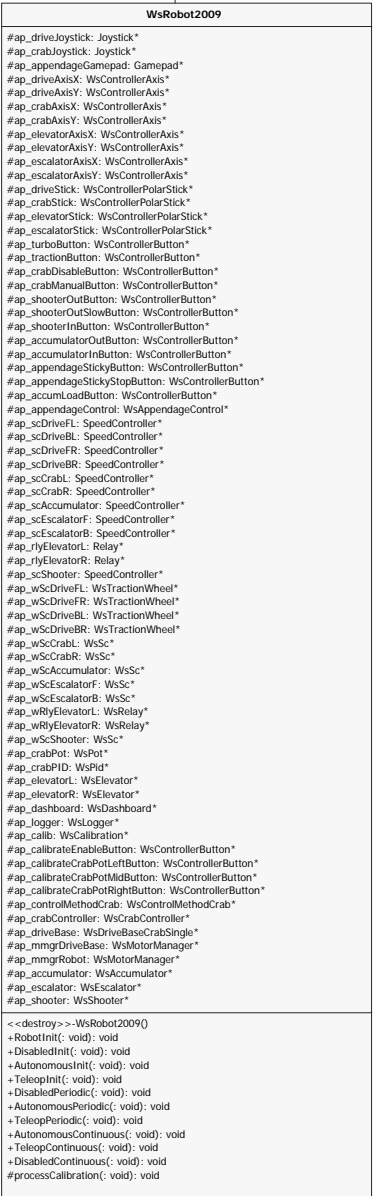 WsRobot2009
#ap_driveJoystick: Joystick*
#ap_crabJoystick: Joystick*
#ap_appendageGamepad: Gamepad*
#ap_driveAxisX: WsControllerAxis*
#ap_driveAxisY: WsControllerAxis*
#ap_crabAxisX: WsControllerAxis*
#ap_crabAxisY: WsControllerAxis*
#ap_elevatorAxisX: WsControllerAxis*
#ap_elevatorAxisY: WsControllerAxis*
#ap_escalatorAxisX: WsControllerAxis*
#ap_escalatorAxisY: WsControllerAxis*
#ap_driveStick: WsControllerPolarStick*
#ap_crabStick: WsControllerPolarStick*
#ap_elevatorStick: WsControllerPolarStick*
#ap_escalatorStick: WsControllerPolarStick*
#ap_turboButton: WsControllerButton*
#ap_tractionButton: WsControllerButton*
#ap_crabDisableButton: WsControllerButton*
#ap_crabManualButton: WsControllerButton*
#ap_shooterOutButton: WsControllerButton*
#ap_shooterOutSlowButton: WsControllerButton*
#ap_shooterInButton: WsControllerButton*
#ap_accumulatorOutButton: WsControllerButton*
#ap_accumulatorInButton: WsControllerButton*
#ap_appendageStickyButton: WsControllerButton*
#ap_appendageStickyStopButton: WsControllerButton*
#ap_accumLoadButton: WsControllerButton*
#ap_appendageControl: WsAppendageControl*
#ap_scDriveFL: SpeedController*
#ap_scDriveBL: SpeedController*
#ap_scDriveFR: SpeedController*
#ap_scDriveBR: SpeedController*
#ap_scCrabL: SpeedController*
#ap_scCrabR: SpeedController*
#ap_scAccumulator: SpeedController*
#ap_scEscalatorF: SpeedController*
#ap_scEscalatorB: SpeedController*
#ap_rlyElevatorL: Relay*
#ap_rlyElevatorR: Relay*
#ap_scShooter: SpeedController*
#ap_wScDriveFL: WsTractionWheel*
#ap_wScDriveFR: WsTractionWheel*
#ap_wScDriveBL: WsTractionWheel*
#ap_wScDriveBR: WsTractionWheel*
#ap_wScCrabL: WsSc*
#ap_wScCrabR: WsSc*
#ap_wScAccumulator: WsSc*
#ap_wScEscalatorF: WsSc*
#ap_wScEscalatorB: WsSc*
#ap_wRlyElevatorL: WsRelay*
#ap_wRlyElevatorR: WsRelay*
#ap_wScShooter: WsSc*
#ap_crabPot: WsPot*
#ap_crabPID: WsPid*
#ap_elevatorL: WsElevator*
#ap_elevatorR: WsElevator*
#ap_dashboard: WsDashboard*
#ap_logger: WsLogger*
#ap_calib: WsCalibration*
#ap_calibrateEnableButton: WsControllerButton*
#ap_calibrateCrabPotLeftButton: WsControllerButton*
#ap_calibrateCrabPotMidButton: WsControllerButton*
#ap_calibrateCrabPotRightButton: WsControllerButton*
#ap_controlMethodCrab: WsControlMethodCrab*
#ap_crabController: WsCrabController*
#ap_driveBase: WsDriveBaseCrabSingle*
#ap_mmgrDriveBase: WsMotorManager*
#ap_mmgrRobot: WsMotorManager*
#ap_accumulator: WsAccumulator*
#ap_escalator: WsEscalator*
#ap_shooter: WsShooter*
<<destroy>>-WsRobot2009()
+RobotInit(: void): void
+DisabledInit(: void): void
+AutonomousInit(: void): void
+TeleopInit(: void): void
+DisabledPeriodic(: void): void
+AutonomousPeriodic(: void): void
+TeleopPeriodic(: void): void
+AutonomousContinuous(: void): void
+TeleopContinuous(: void): void
+DisabledContinuous(: void): void
#processCalibration(: void): void